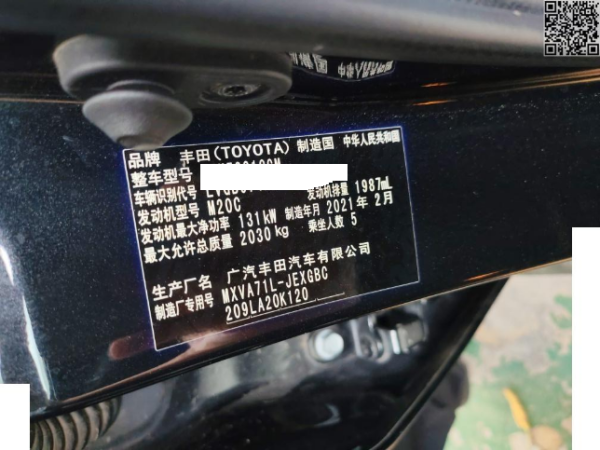 品牌 丰田(TOYOTA) 制造国 中华人民共和国
整车型号
车辆识别代号 发动机排量 1987mL
发动机型号 M20C
发动机最大净功率 131kW 制造年月 2021年2月
最大允许总质量 2030kg 乘坐人数 5
生产厂名 广汽丰田汽车有限公司
制造厂专用号 MXVA71L-JEXGBC
209LA20K120